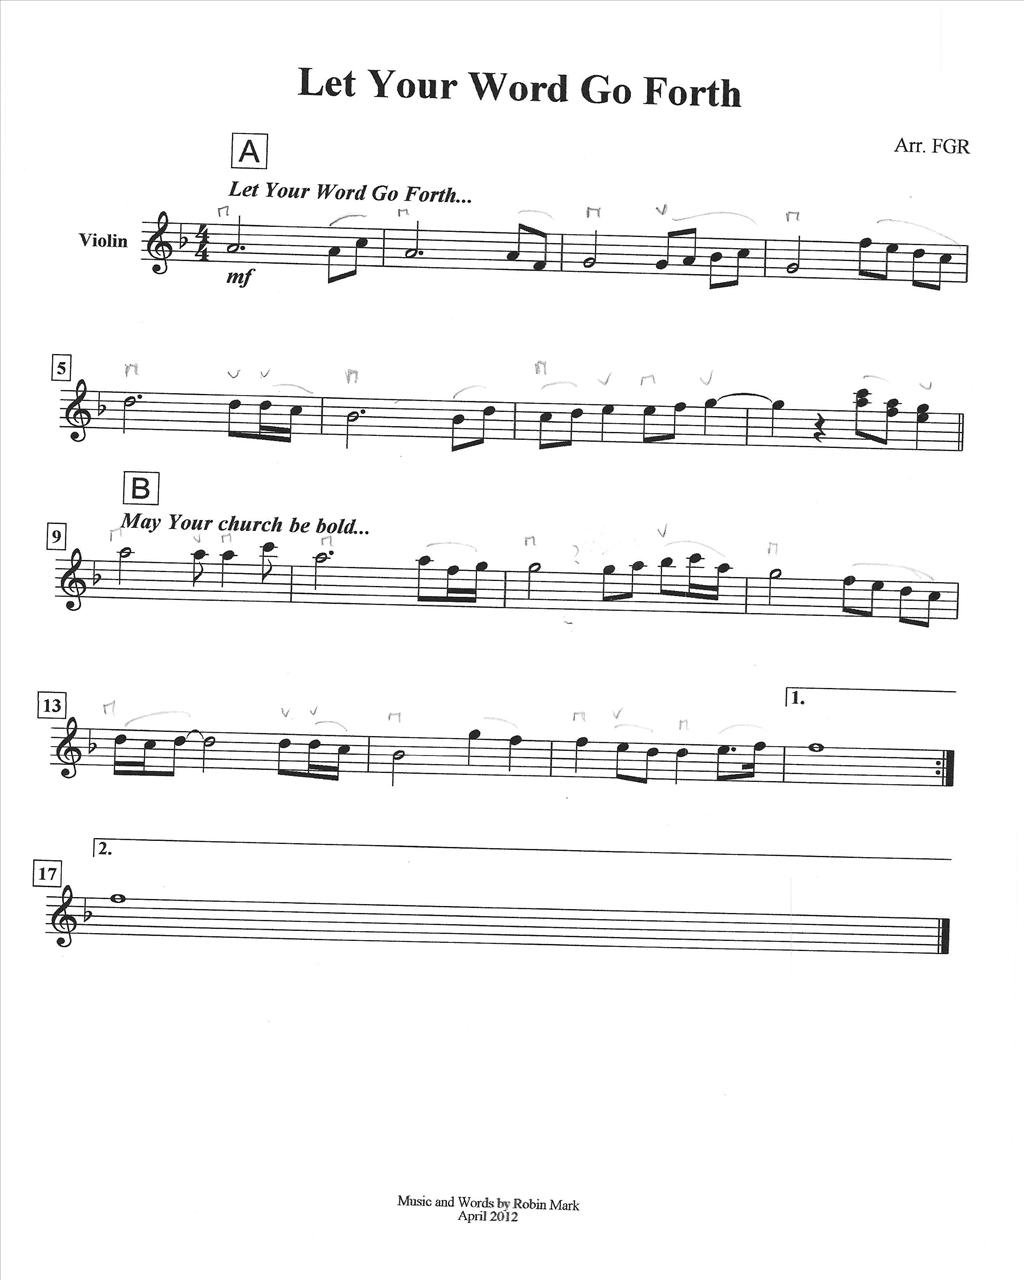 Let Your Word Go Forth
Arr. FGR
A
Let Your Word Go Forth...
Violin
4
4
mf
5
B
May Your church be bold...
9
13
1.
2.
17
Music and Words by Robin Mark
April 2012